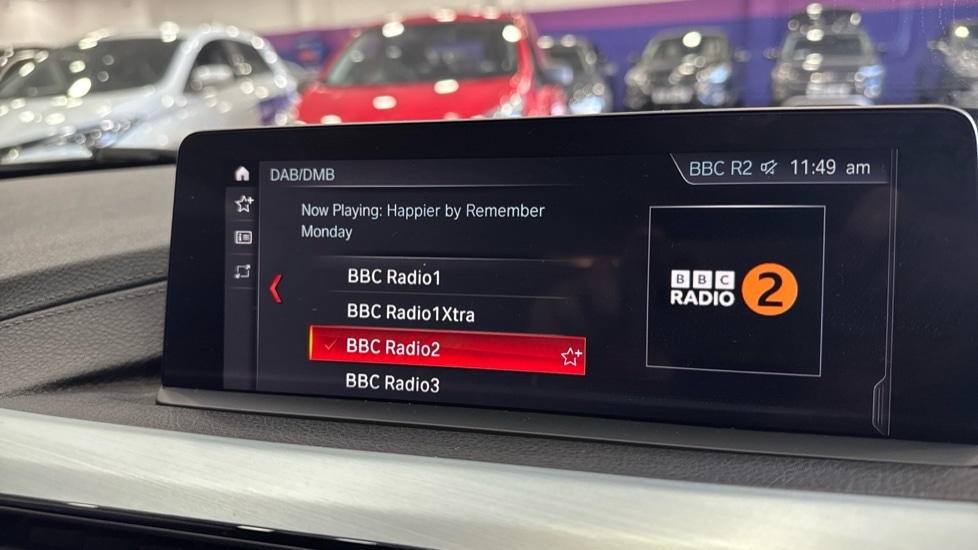 DAB/DMB
BBC R2 11:49 am
Now Playing: Happier by Remember
Monday
BBC Radio1
BBC Radio1Xtra
BBC Radio2
BBC Radio3
BBC
RADIO 2